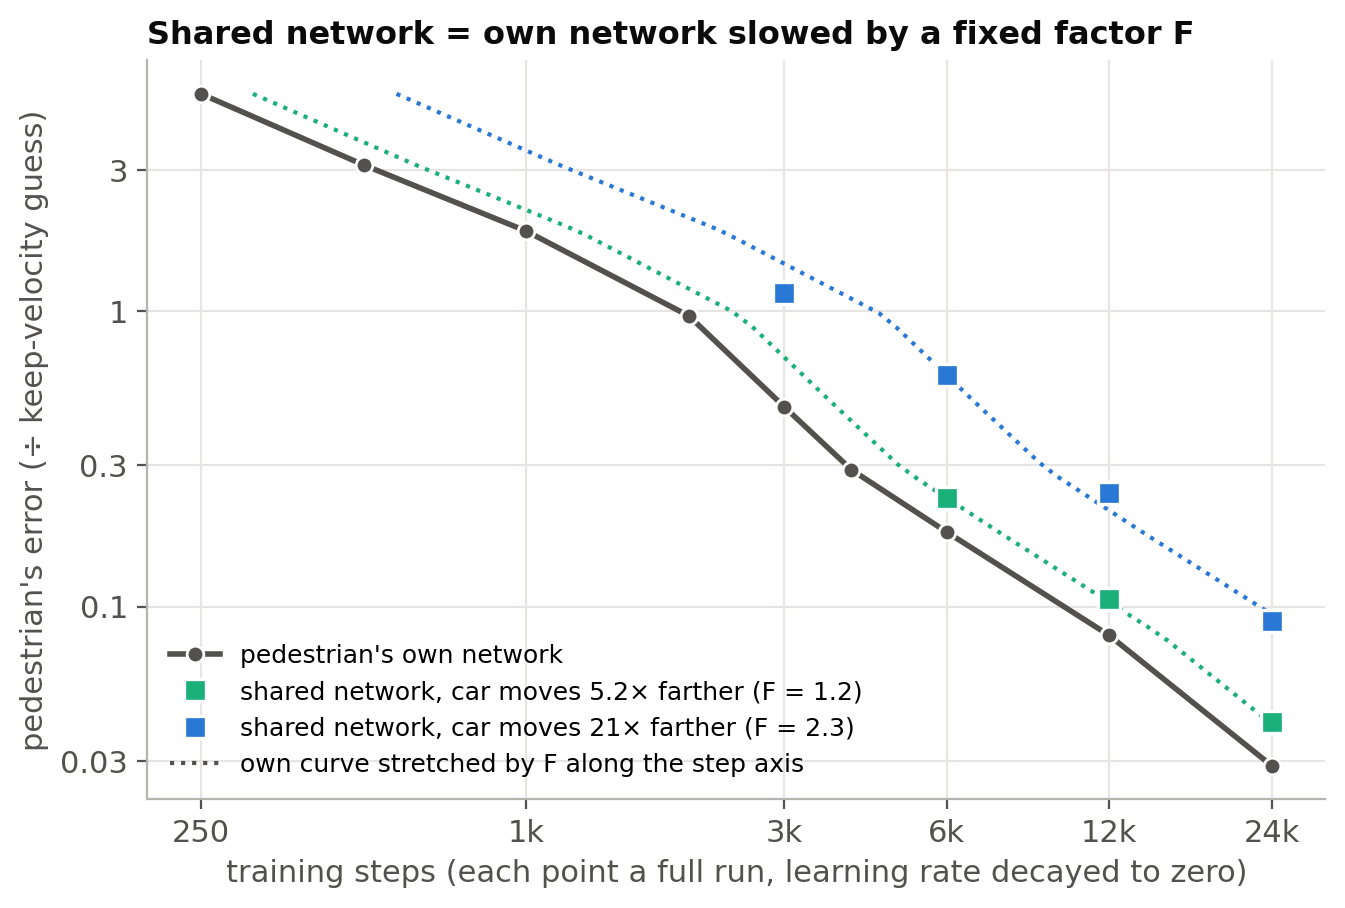 Shared network = own network slowed by a fixed factor F
pedestrian's error (÷ keep-velocity guess)
3
1
0.3
0.1
0.03
pedestrian's own network
shared network, car moves 5.2× farther (F = 1.2)
shared network, car moves 21× farther (F = 2.3)
own curve stretched by F along the step axis
250
1k
3k
6k
12k
24k
training steps (each point a full run, learning rate decayed to zero)